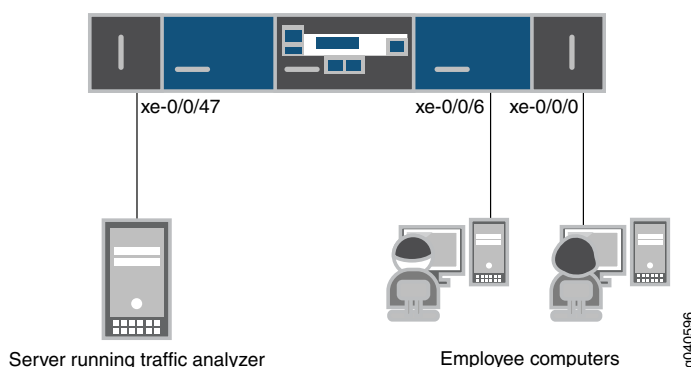 xe-0/0/47
xe-0/0/6
xe-0/0/0
Server running traffic analyzer
Employee computers
g040596